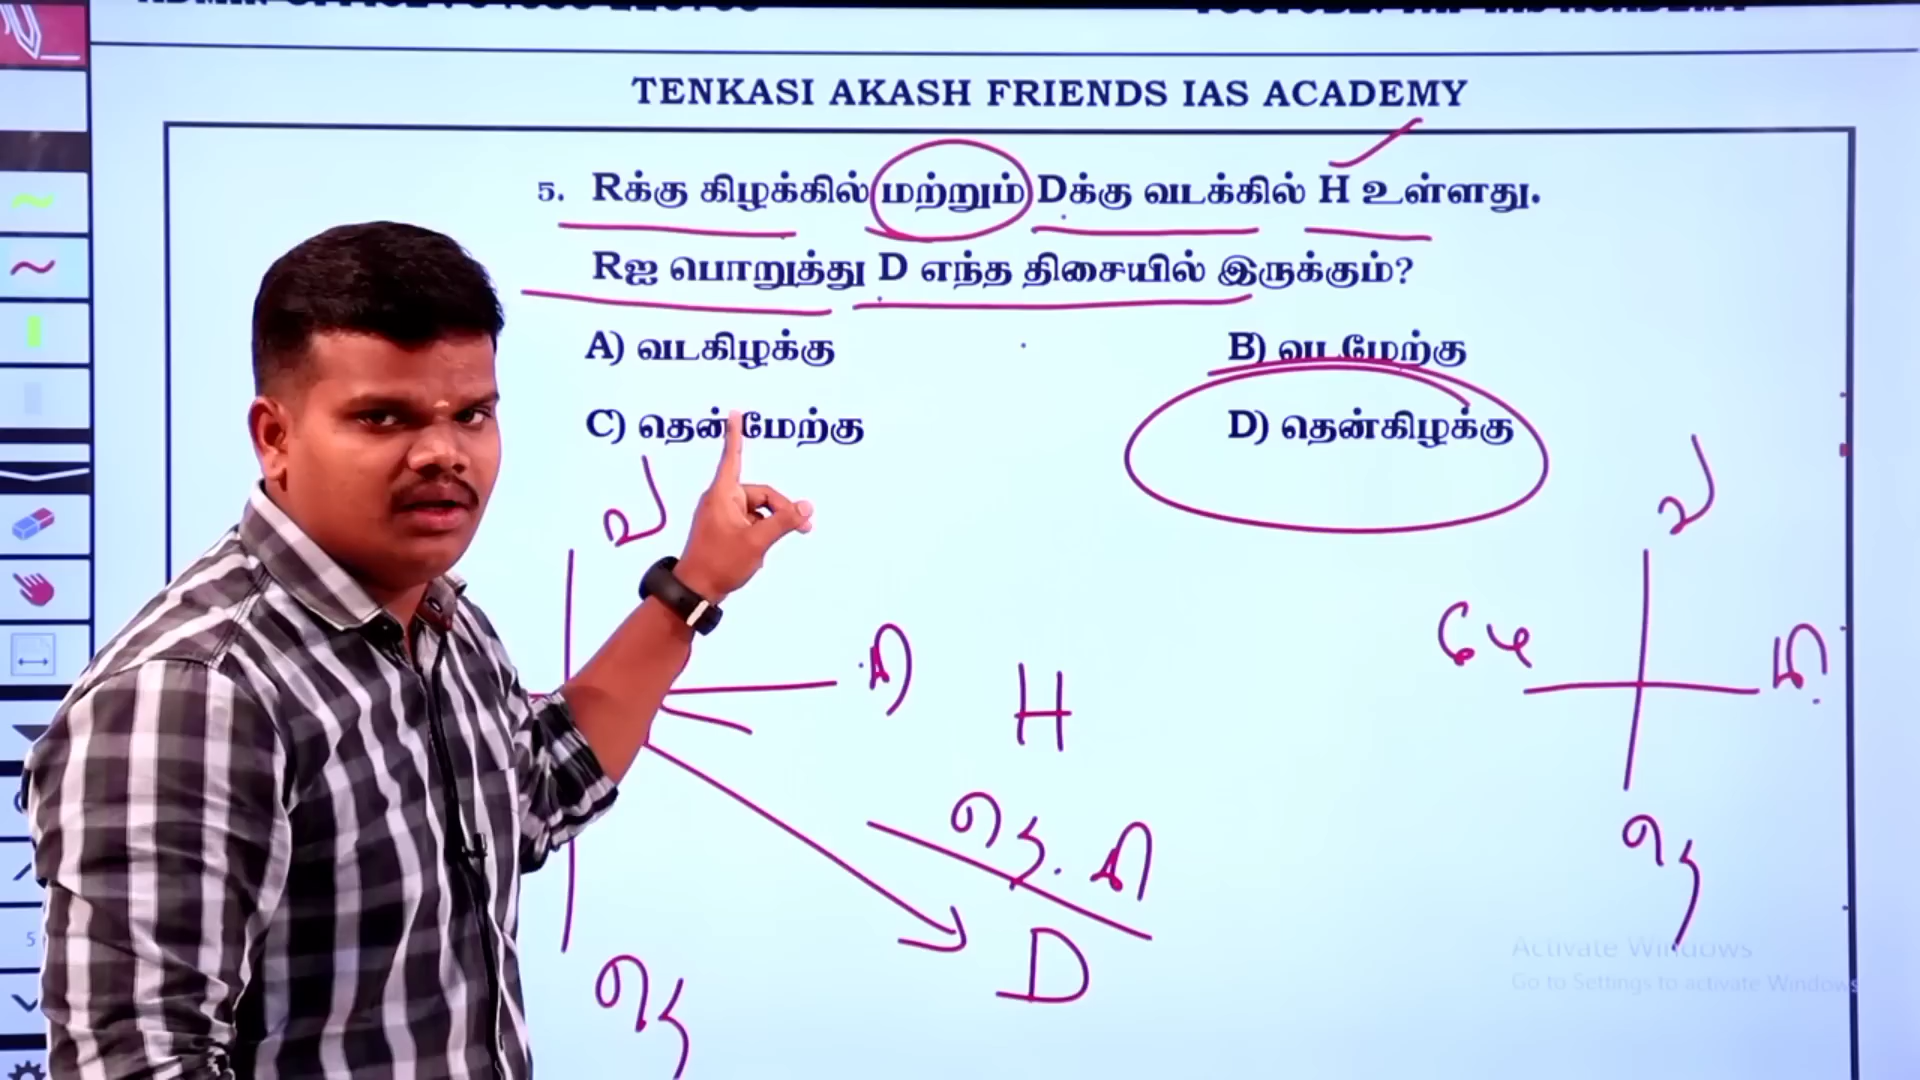 TENKASI AKASH FRIENDS IAS ACADEMY
5. Rக்கு கிழக்கில் மற்றும் Dக்கு வடக்கில் H உள்ளது.
Rஐ பொறுத்து D எந்த திசையில் இருக்கும்?
A) வடகிழக்கு B) வடமேற்கு
C) தென்மேற்கு D) தென்கிழக்கு
வ வ
கி H மே கி
தெ. கி
D தெ
தெ
5
Activate Windows
Go to Settings to activate Windows